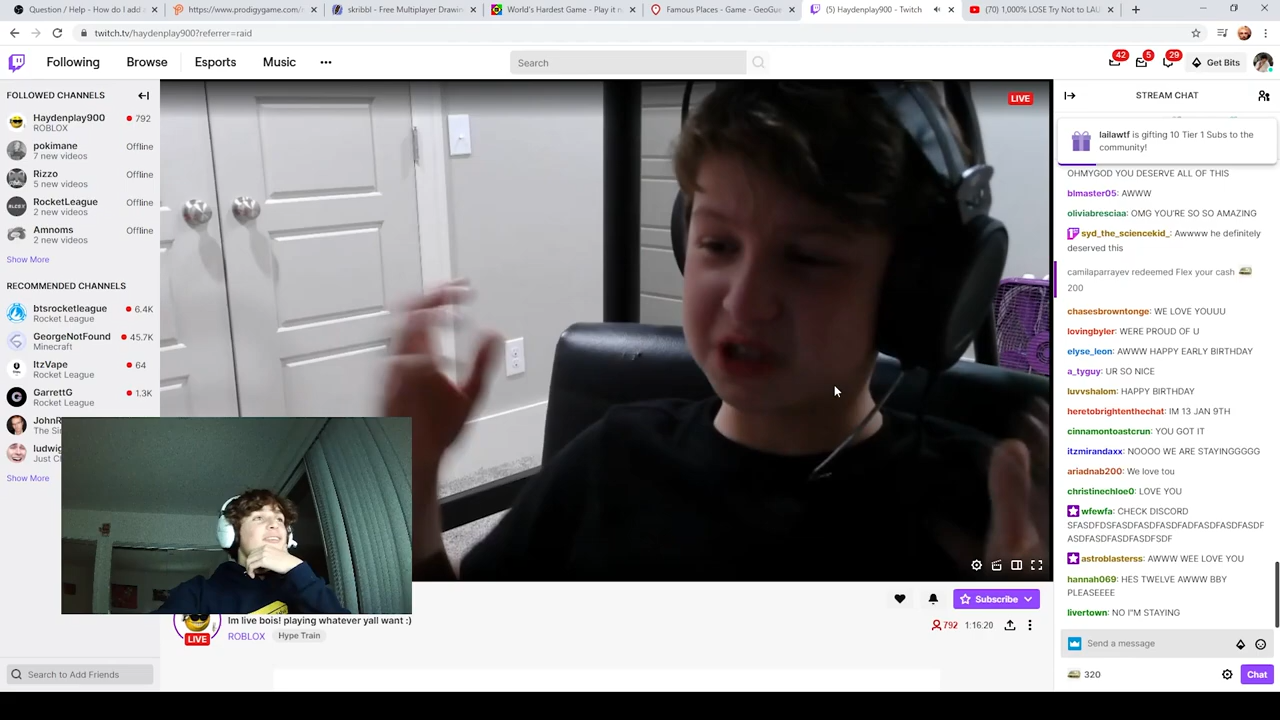 Question / Help - How do I add a
https://www.prodigygame.com/
skribbl - Free Multiplayer Drawin
World's Hardest Game - Play it n
Famous Places - Game - GeoGue
(5) Haydenplay900 - Twitch
(70) 1,000% LOSE Try Not to LAU
twitch.tv/haydenplay900?referrer=raid
Following
Browse
Esports
Music
Search
42
5
29
Get Bits
FOLLOWED CHANNELS
Haydenplay900
792
ROBLOX
pokimane
Offline
7 new videos
Rizzo
Offline
5 new videos
RocketLeague
Offline
2 new videos
Amnoms
Offline
2 new videos
Show More
RECOMMENDED CHANNELS
btsrocketleague
6.4K
Rocket League
GeorgeNotFound
45.7K
Minecraft
ItzVape
64
Rocket League
GarrettG
1.3K
Rocket League
JohnR
The Si
ludwig
Just C
Show More
Search to Add Friends
LIVE
LIVE
Im live bois! playing whatever yall want :)
ROBLOX
Hype Train
Subscribe
792
1:16:20
STREAM CHAT
lailawtf is gifting 10 Tier 1 Subs to the
community!
OHMYGOD YOU DESERVE ALL OF THIS
blmaster05: AWWW
oliviabresciaa: OMG YOU'RE SO SO AMAZING
syd_the_sciencekid_: Awwww he definitely
deserved this
camilaparrayev redeemed Flex your cash
200
chasesbrowntonge: WE LOVE YOUUU
lovingbyler: WERE PROUD OF U
elyse_leon: AWWW HAPPY EARLY BIRTHDAY
a_tyguy: UR SO NICE
luvvshalom: HAPPY BIRTHDAY
heretobrightenthechat: IM 13 JAN 9TH
cinnamontoastcrun: YOU GOT IT
itzmirandaxx: NOOOO WE ARE STAYINGGGGG
ariadnab200: We love tou
christinechloe0: LOVE YOU
wfewfa: CHECK DISCORD
SFASDFDSFASDFASDFASDFADFASDFASDFASDF
ASDFASDFASDFASDFSDF
astroblasterss: AWWW WEE LOVE YOU
hannah069: HES TWELVE AWWW BBY
PLEASEEEE
livertown: NO I"M STAYING
Send a message
320
Chat